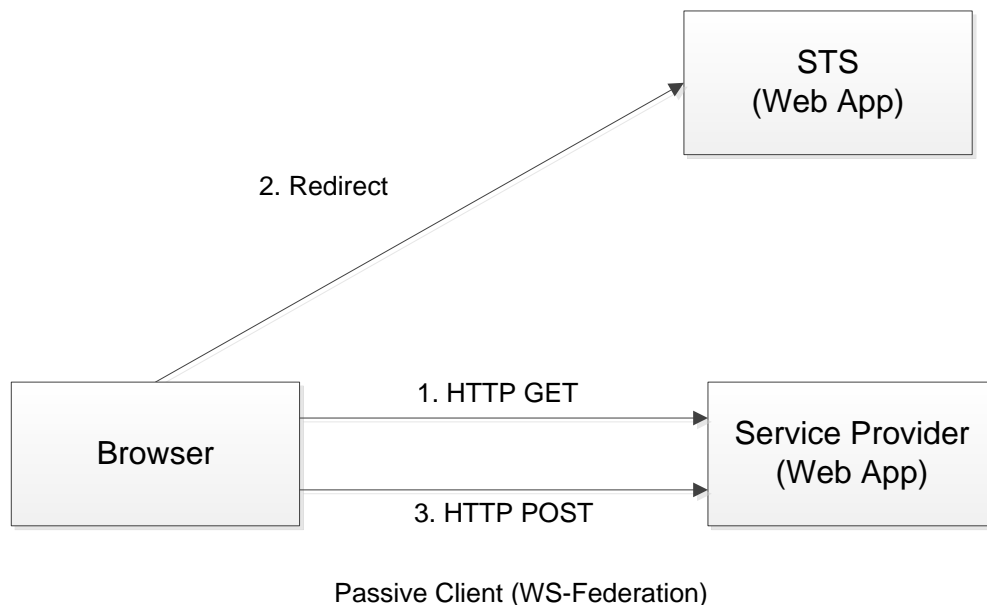 STS
(Web App)
2. Redirect
1. HTTP GET
Browser
Service Provider
(Web App)
3. HTTP POST
Passive Client (WS-Federation)